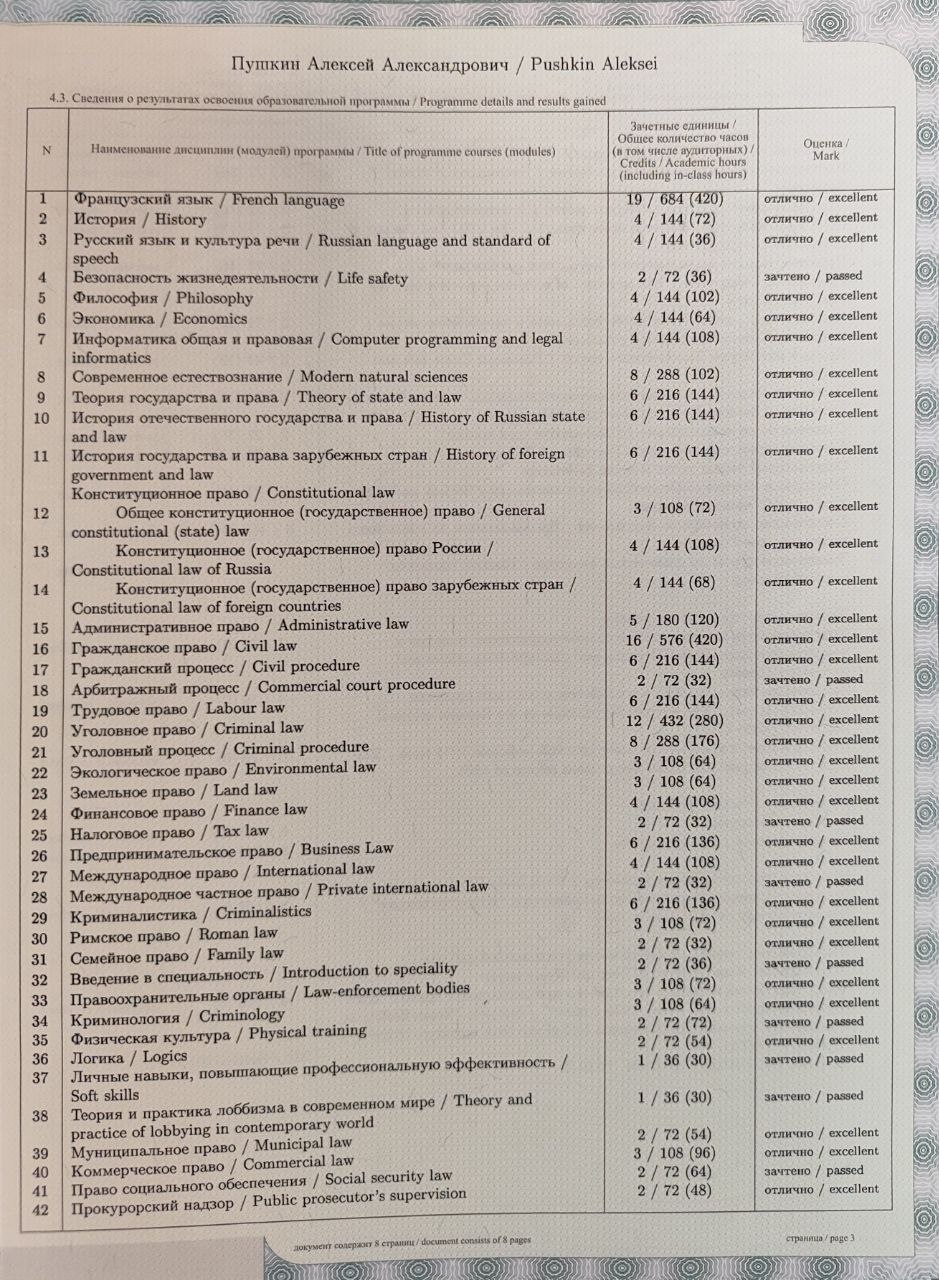 Пушкин Алексей Александрович / Pushkin Aleksei
4.3. Сведения о результатах освоения образовательной программы / Programme details and results gained
N
Наименование дисциплин (модулей) программы / Title of programme courses (modules)
Зачетные единицы /
Общее количество часов
(в том числе аудиторных) /
Credits / Academic hours
(including in-class hours)
Оценка /
Mark
1 Французский язык / French language 19 / 684 (420) отлично / excellent
2 История / History 4 / 144 (72) отлично / excellent
3 Русский язык и культура речи / Russian language and standard of 4 / 144 (36) отлично / excellent
speech
4 Безопасность жизнедеятельности / Life safety 2 / 72 (36) зачтено / passed
5 Философия / Philosophy 4 / 144 (102) отлично / excellent
6 Экономика / Economics 4 / 144 (64) отлично / excellent
7 Информатика общая и правовая / Computer programming and legal 4 / 144 (108) отлично / excellent
informatics
8 Современное естествознание / Modern natural sciences 8 / 288 (102) отлично / excellent
9 Теория государства и права / Theory of state and law 6 / 216 (144) отлично / excellent
10 История отечественного государства и права / History of Russian state 6 / 216 (144) отлично / excellent
and law
11 История государства и права зарубежных стран / History of foreign 6 / 216 (144) отлично / excellent
government and law
Конституционное право / Constitutional law
12 Общее конституционное (государственное) право / General 3 / 108 (72) отлично / excellent
constitutional (state) law
13 Конституционное (государственное) право России / 4 / 144 (108) отлично / excellent
Constitutional law of Russia
14 Конституционное (государственное) право зарубежных стран / 4 / 144 (68) отлично / excellent
Constitutional law of foreign countries
15 Административное право / Administrative law 5 / 180 (120) отлично / excellent
16 Гражданское право / Civil law 16 / 576 (420) отлично / excellent
17 Гражданский процесс / Civil procedure 6 / 216 (144) отлично / excellent
18 Арбитражный процесс / Commercial court procedure 2 / 72 (32) зачтено / passed
19 Трудовое право / Labour law 6 / 216 (144) отлично / excellent
20 Уголовное право / Criminal law 12 / 432 (280) отлично / excellent
21 Уголовный процесс / Criminal procedure 8 / 288 (176) отлично / excellent
22 Экологическое право / Environmental law 3 / 108 (64) отлично / excellent
23 Земельное право / Land law 3 / 108 (64) отлично / excellent
24 Финансовое право / Finance law 4 / 144 (108) отлично / excellent
25 Налоговое право / Tax law 2 / 72 (32) зачтено / passed
26 Предпринимательское право / Business Law 6 / 216 (136) отлично / excellent
27 Международное право / International law 4 / 144 (108) отлично / excellent
28 Международное частное право / Private international law 2 / 72 (32) зачтено / passed
29 Криминалистика / Criminalistics 6 / 216 (136) отлично / excellent
30 Римское право / Roman law 3 / 108 (72) отлично / excellent
31 Семейное право / Family law 2 / 72 (32) отлично / excellent
32 Введение в специальность / Introduction to speciality 2 / 72 (36) зачтено / passed
33 Правоохранительные органы / Law-enforcement bodies 3 / 108 (72) отлично / excellent
34 Криминология / Criminology 3 / 108 (64) отлично / excellent
35 Физическая культура / Physical training 2 / 72 (72) зачтено / passed
36 Логика / Logics 2 / 72 (54) отлично / excellent
37 Личные навыки, повышающие профессиональную эффективность / 1 / 36 (30) зачтено / passed
Soft skills
38 Теория и практика лоббизма в современном мире / Theory and 1 / 36 (30) зачтено / passed
practice of lobbying in contemporary world
39 Муниципальное право / Municipal law 2 / 72 (54) отлично / excellent
40 Коммерческое право / Commercial law 3 / 108 (96) отлично / excellent
41 Право социального обеспечения / Social security law 2 / 72 (64) зачтено / passed
42 Прокурорский надзор / Public prosecutor's supervision 2 / 72 (48) отлично / excellent
документ содержит 8 страниц / document consists of 8 pages
страница / page 3